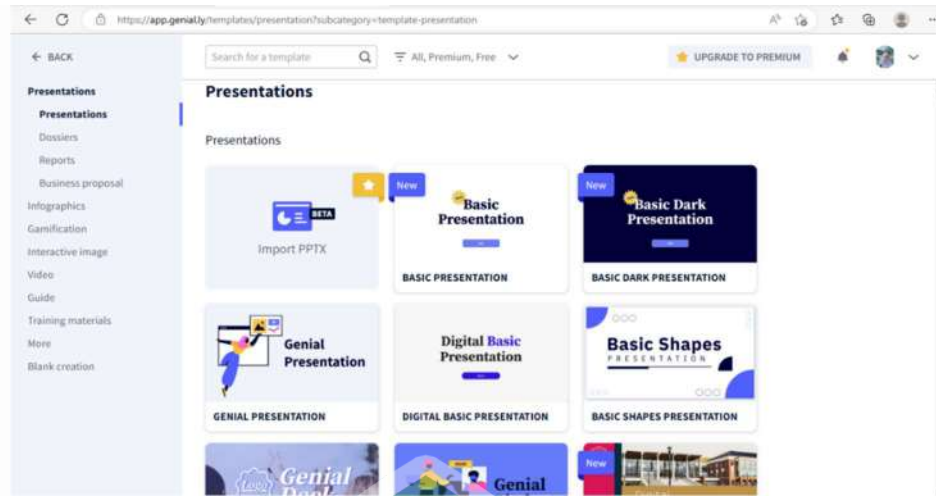 https://app.genial.ly/templates/presentation?subcategory=template-presentation
BACK
Search for a template
All, Premium, Free
UPGRADE TO PREMIUM
Presentations
Presentations
Dossiers
Reports
Business proposal
Infographics
Gamification
Interactive image
Video
Guide
Training materials
More
Blank creation
Presentations
Presentations
BETA
Import PPTX
New
Basic
Presentation
BASIC PRESENTATION
New
Basic Dark
Presentation
BASIC DARK PRESENTATION
Genial
Presentation
GENIAL PRESENTATION
Digital Basic
Presentation
DIGITAL BASIC PRESENTATION
Basic Shapes
PRESENTATION
BASIC SHAPES PRESENTATION
Genial
Deck
Genial
New